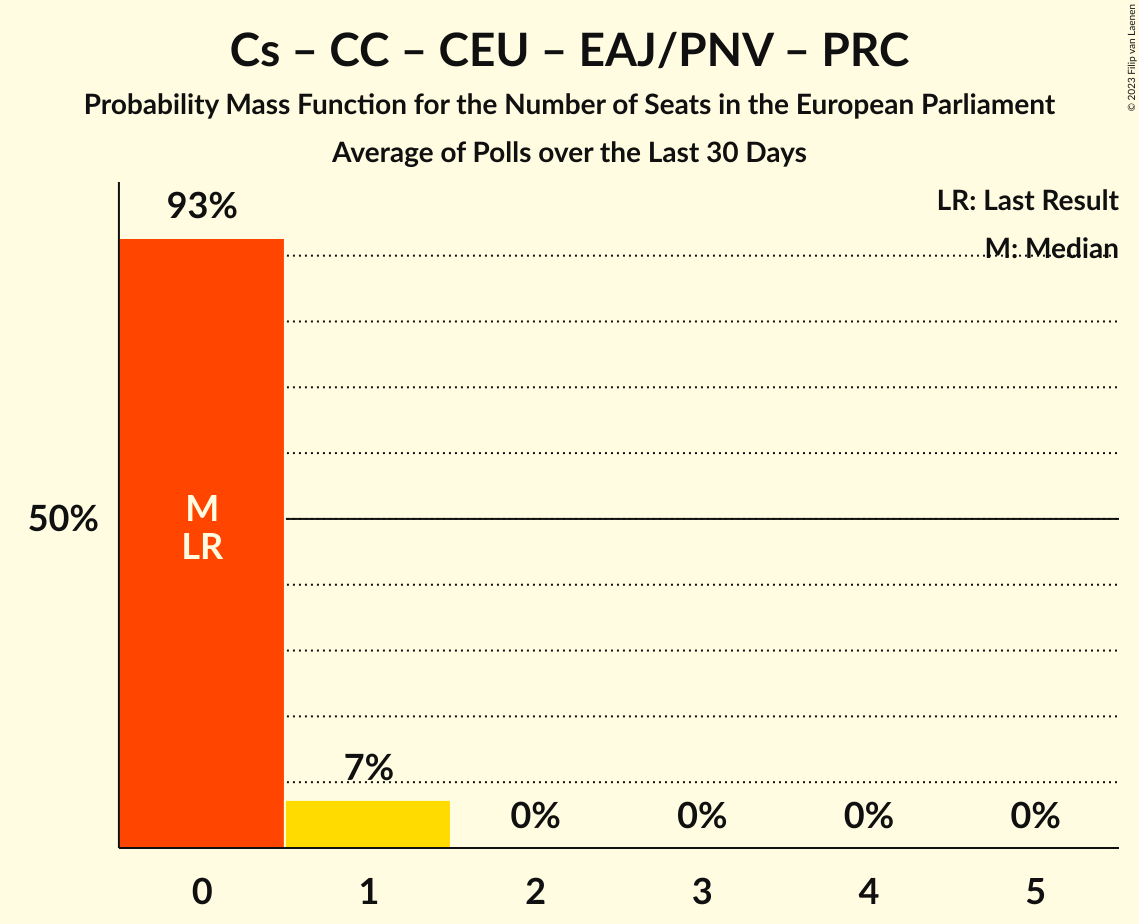 Cs – CC – CEU – EAJ/PNV – PRC
Probability Mass Function for the Number of Seats in the European Parliament
Average of Polls over the Last 30 Days
© 2023 Filip van Laenen
LR: Last Result
M: Median
93%
50%
M
LR
7%
0%
0%
0%
0%
0
1
2
3
4
5